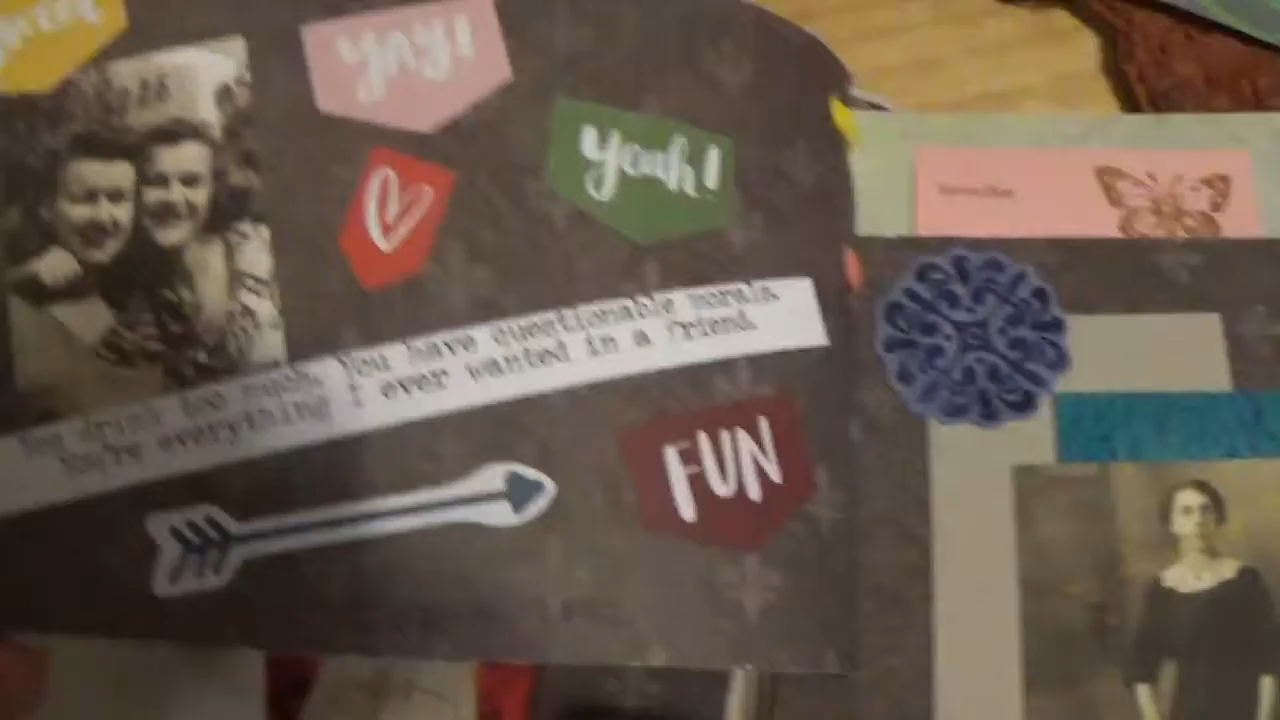 YAY!
yeah!
You drink too much, You have questionable morals
You're everything I ever wanted in a friend.
FUN